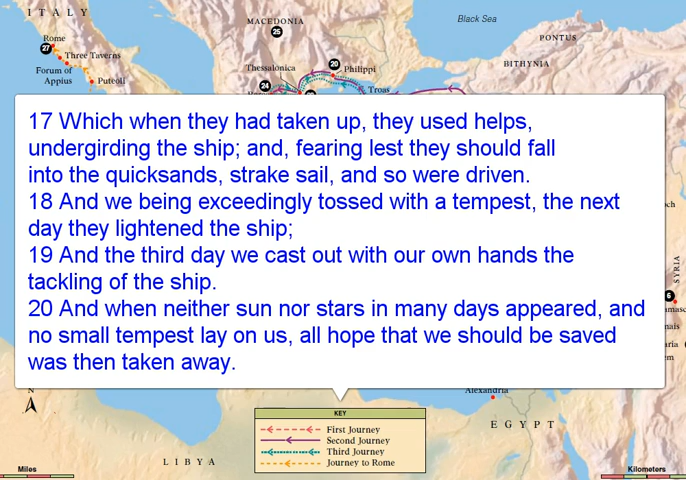 ITALY
MACEDONIA
25
Black Sea
PONTUS
BITHYNIA
Rome
27
Three Taverns
Forum of
Appius
Puteoli
Thessalonica
20
Philippi
24
Troas
17 Which when they had taken up, they used helps,
undergirding the ship; and, fearing lest they should fall
into the quicksands, strake sail, and so were driven.
18 And we being exceedingly tossed with a tempest, the next
day they lightened the ship;
19 And the third day we cast out with our own hands the
tackling of the ship.
20 And when neither sun nor stars in many days appeared, and
no small tempest lay on us, all hope that we should be saved
was then taken away.
SYRIA
6
N
Alexandria
EGYPT
LIBYA
KEY
First Journey
Second Journey
Third Journey
Journey to Rome
Miles
Kilometers